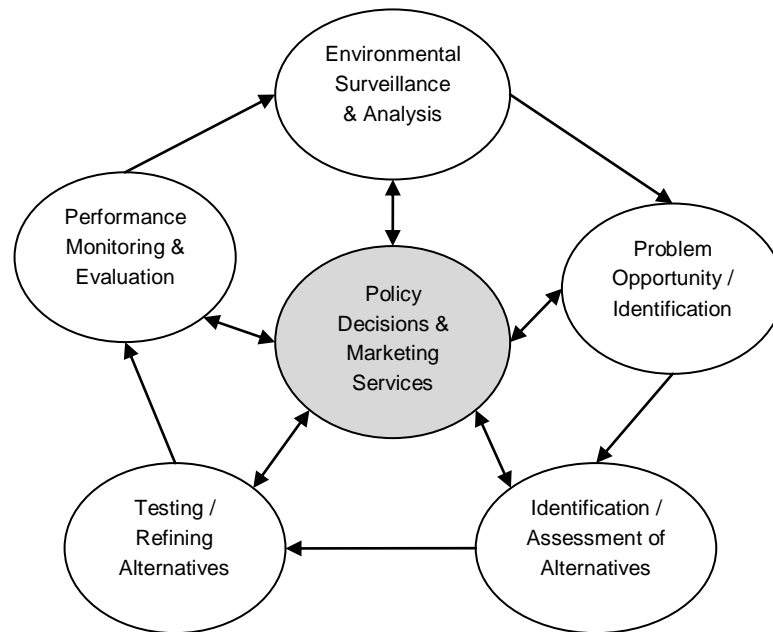 Environmental
Surveillance
& Analysis
Performance
Monitoring &
Evaluation
Problem
Opportunity /
Identification
Policy
Decisions &
Marketing
Services
Testing /
Refining
Alternatives
Identification /
Assessment of
Alternatives